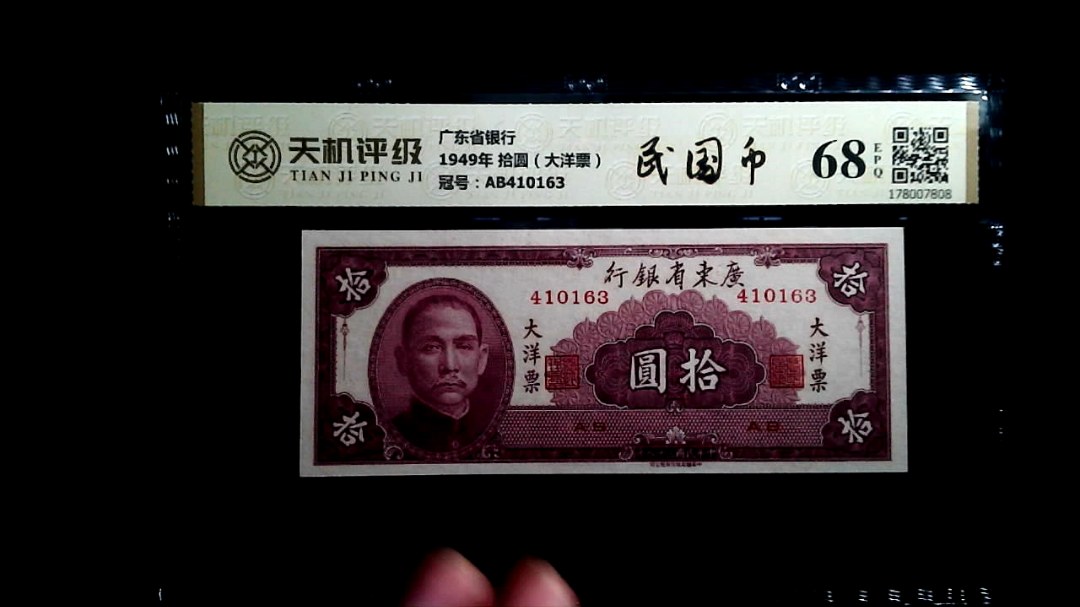 天机评级
TIAN JI PING JI
广东省银行
1949年 拾圆（大洋票）
冠号：AB410163
民国币
68
EPQ
178007808
拾
拾
行銀省東廣
410163
410163
大洋票
大洋票
圓拾
AB
AB
拾
拾